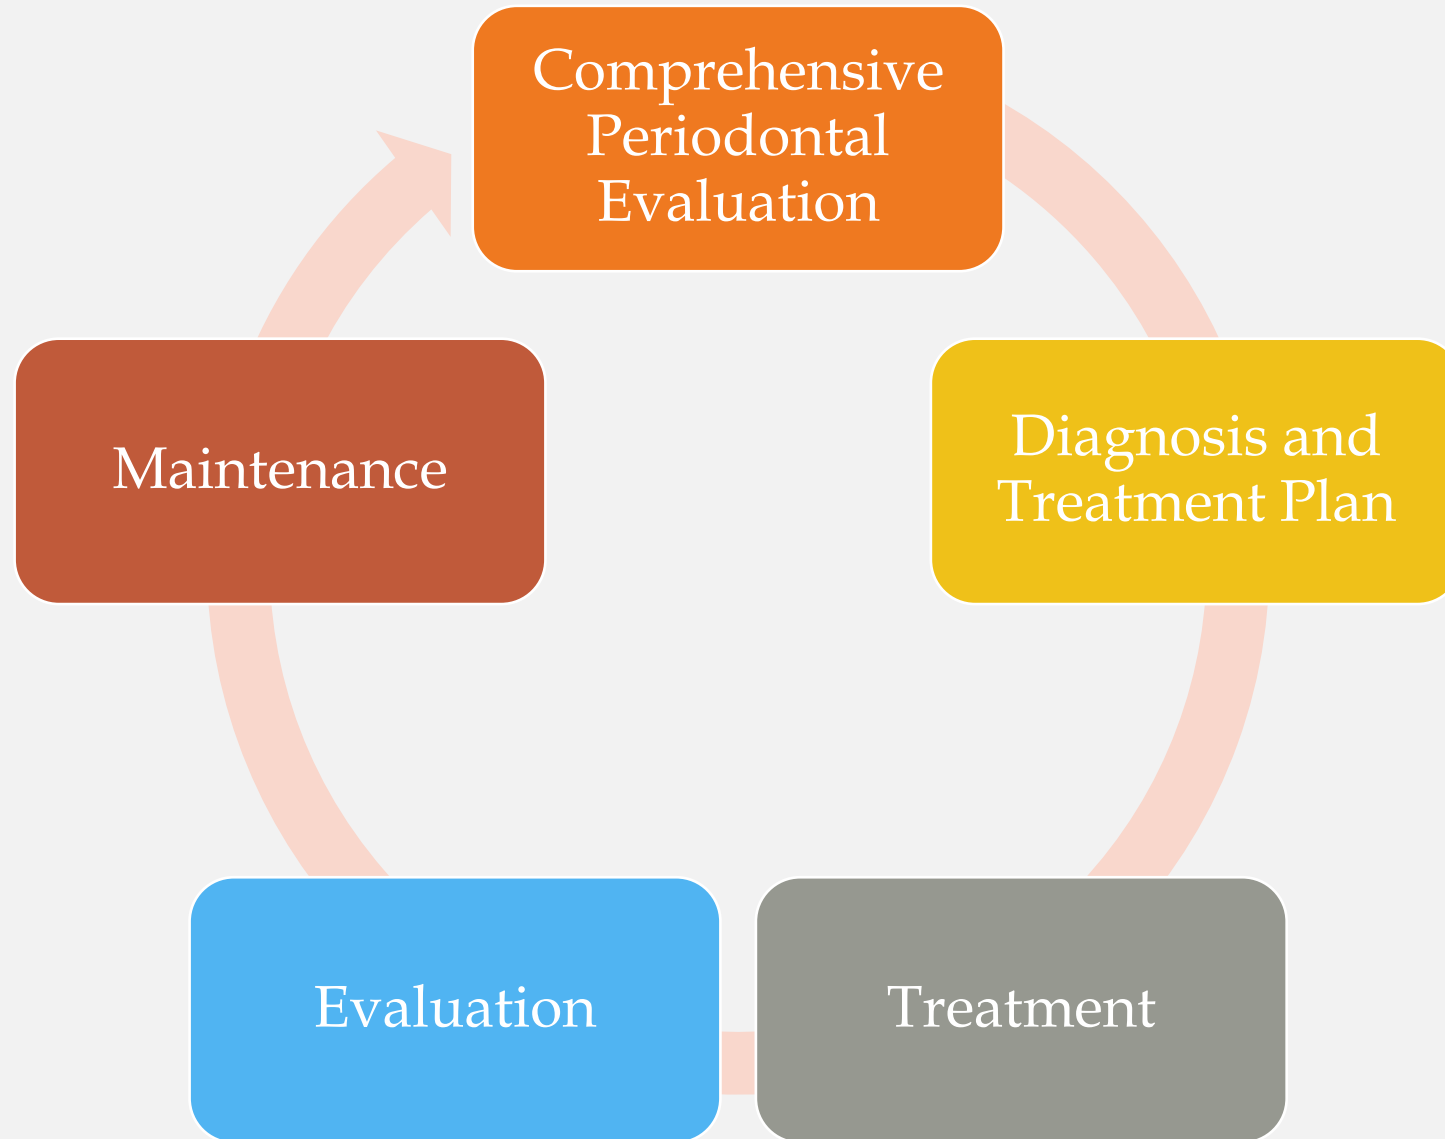 Comprehensive
Periodontal
Evaluation
Diagnosis and
Treatment Plan
Treatment
Evaluation
Maintenance